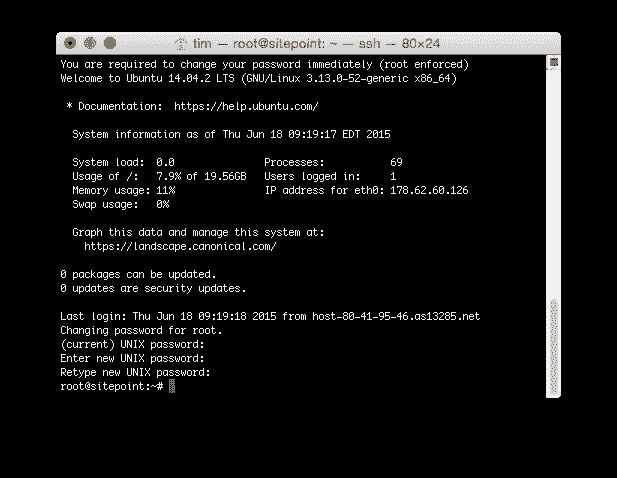 tim — root@sitepoint: ~ — ssh — 80×24
You are required to change your password immediately (root enforced)
Welcome to Ubuntu 14.04.2 LTS (GNU/Linux 3.13.0-52-generic x86_64)
* Documentation:  https://help.ubuntu.com/
System information as of Thu Jun 18 09:19:17 EDT 2015
System load:  0.0                Processes:           69
Usage of /:   7.9% of 19.56GB   Users logged in:     1
Memory usage: 11%                IP address for eth0: 178.62.60.126
Swap usage:   0%
Graph this data and manage this system at:
https://landscape.canonical.com/
0 packages can be updated.
0 updates are security updates.
Last login: Thu Jun 18 09:19:18 2015 from host-80-41-95-46.as13285.net
Changing password for root.
(current) UNIX password:
Enter new UNIX password:
Retype new UNIX password:
root@sitepoint:~#